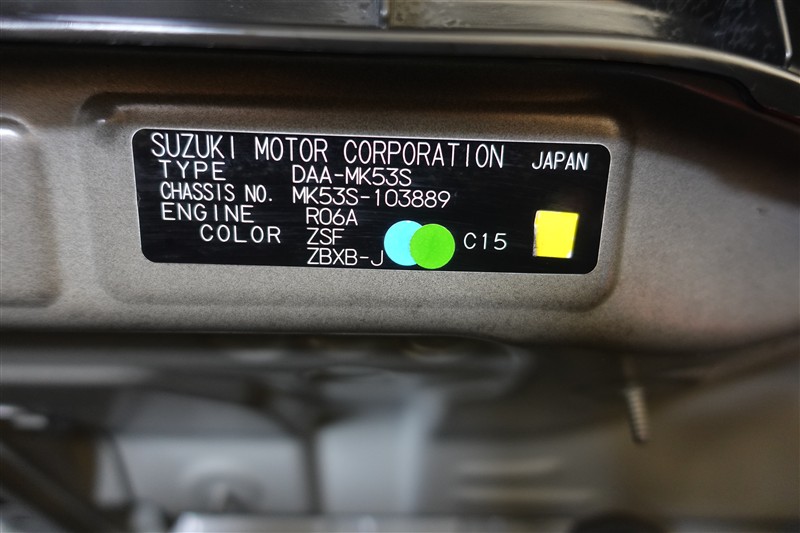 SUZUKI MOTOR CORPORATION JAPAN
TYPE DAA-MK53S
CHASSIS NO. MK53S-103889
ENGINE R06A
COLOR ZSF C15
ZBXB-J